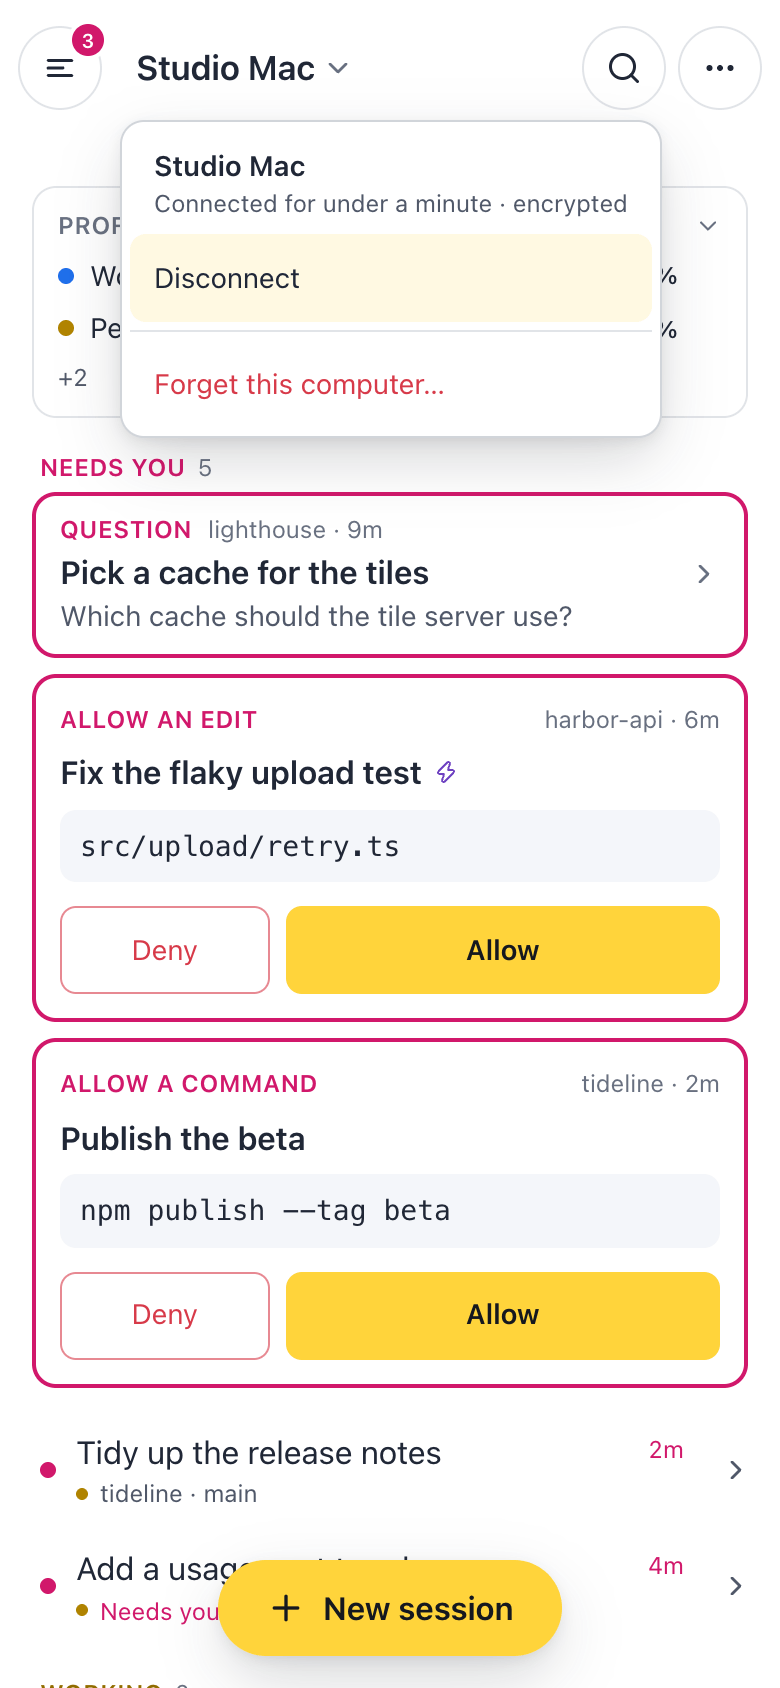 3
Studio Mac
Studio Mac
Connected for under a minute · encrypted
Disconnect
Forget this computer...
+2
NEEDS YOU 5
QUESTION lighthouse · 9m
Pick a cache for the tiles
Which cache should the tile server use?
ALLOW AN EDIT harbor-api · 6m
Fix the flaky upload test
src/upload/retry.ts
Deny Allow
ALLOW A COMMAND tideline · 2m
Publish the beta
npm publish --tag beta
Deny Allow
Tidy up the release notes 2m
tideline · main
Add a 4m
Needs you
New session